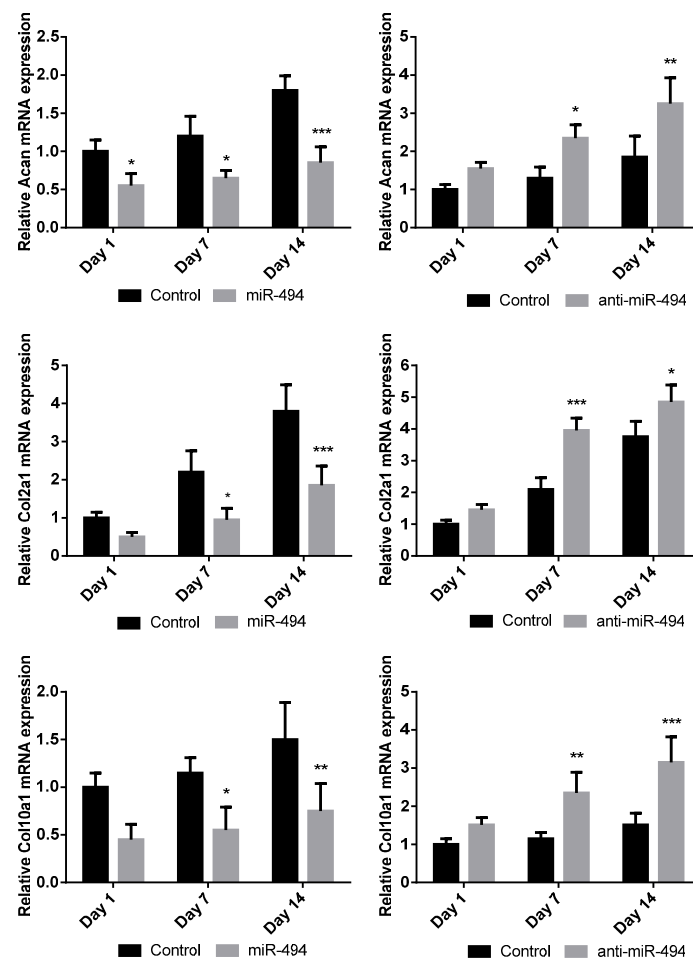 Relative Acan mRNA expression
2.5
2.0
1.5
1.0
0.5
0.0
*
*
***
Day 1
Day 7
Day 14
Control miR-494
Relative Acan mRNA expression
5
4
3
2
1
0
*
**
Day 1
Day 7
Day 14
Control anti-miR-494
Relative Col2a1 mRNA expression
5
4
3
2
1
0
*
***
Day 1
Day 7
Day 14
Control miR-494
Relative Col2a1 mRNA expression
6
5
4
3
2
1
0
***
*
Day 1
Day 7
Day 14
Control anti-miR-494
Relative Col10a1 mRNA expression
2.0
1.5
1.0
0.5
0.0
*
**
Day 1
Day 7
Day 14
Control miR-494
Relative Col10a1 mRNA expression
5
4
3
2
1
0
**
***
Day 1
Day 7
Day 14
Control anti-miR-494